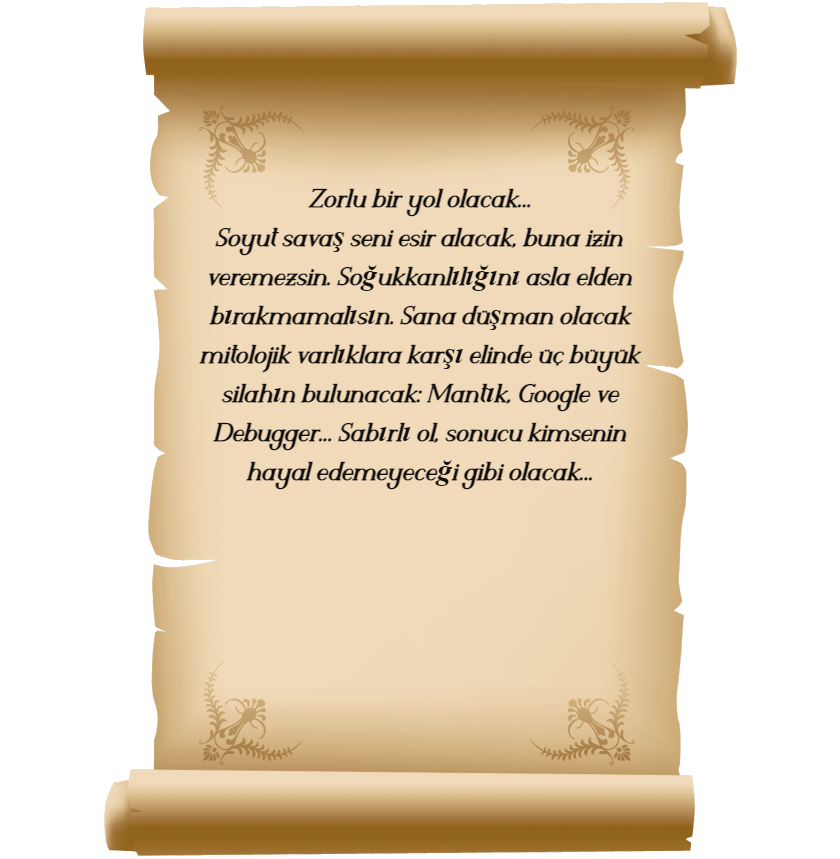 Zorlu bir yol olacak...
Soyut savaş seni esir alacak, buna izin
veremezsin. Soğukkanlılığını asla elden
bırakmamalısın. Sana düşman olacak
mitolojik varlıklara karşı elinde üç büyük
silahın bulunacak: Mantık, Google ve
Debugger... Sabırlı ol, sonucu kimsenin
hayal edemeyeceği gibi olacak...